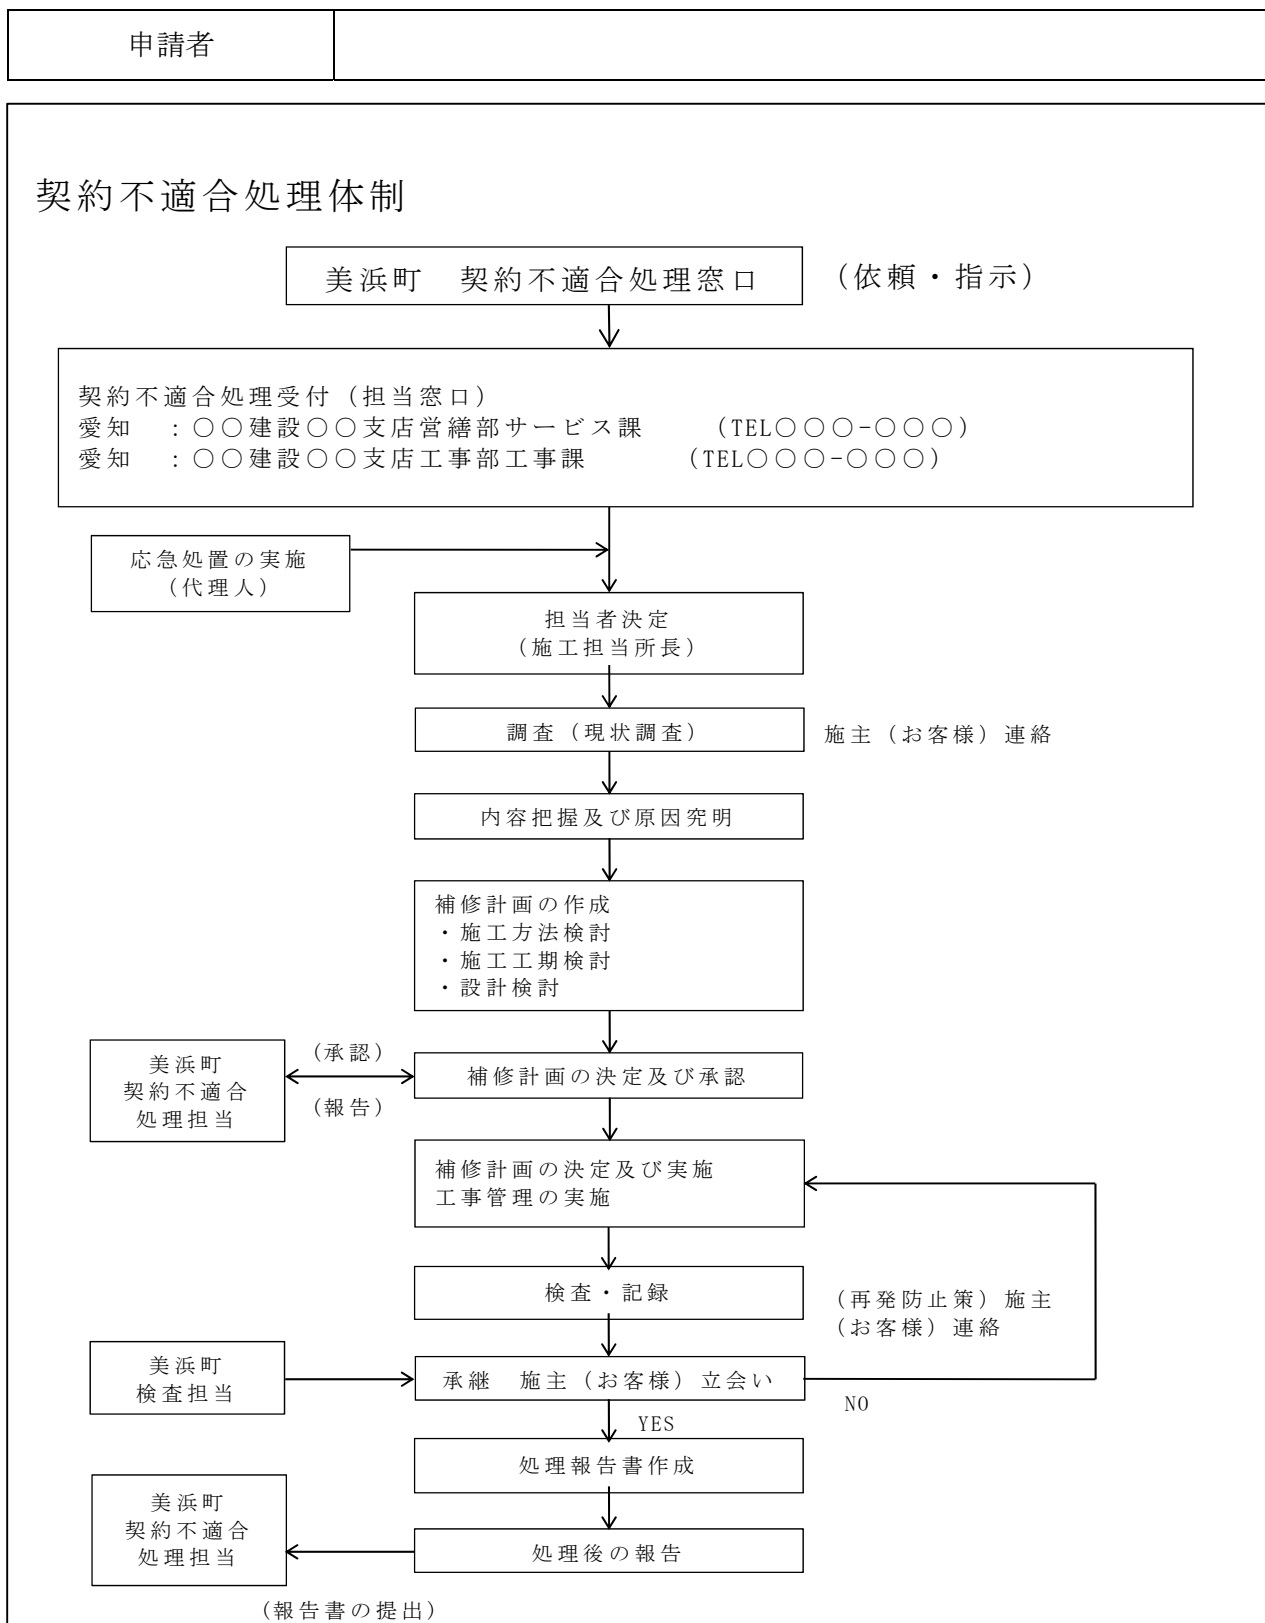 申請者
契約不適合処理体制
美浜町　契約不適合処理窓口
（依頼・指示）
契約不適合処理受付（担当窓口）
愛知　：○○建設○○支店営繕部サービス課　　（TEL○○○-○○○）
愛知　：○○建設○○支店工事部工事課　　　（TEL○○○-○○○）
応急処置の実施
（代理人）
担当者決定
（施工担当所長）
調査（現状調査）
施主（お客様）連絡
内容把握及び原因究明
補修計画の作成
・施工方法検討
・施工工期検討
・設計検討
美浜町
契約不適合
処理担当
（承認）
（報告）
補修計画の決定及び承認
補修計画の決定及び実施
工事管理の実施
検査・記録
（再発防止策）施主
（お客様）連絡
美浜町
検査担当
承継　施主（お客様）立会い
NO
YES
処理報告書作成
美浜町
契約不適合
処理担当
処理後の報告
（報告書の提出）